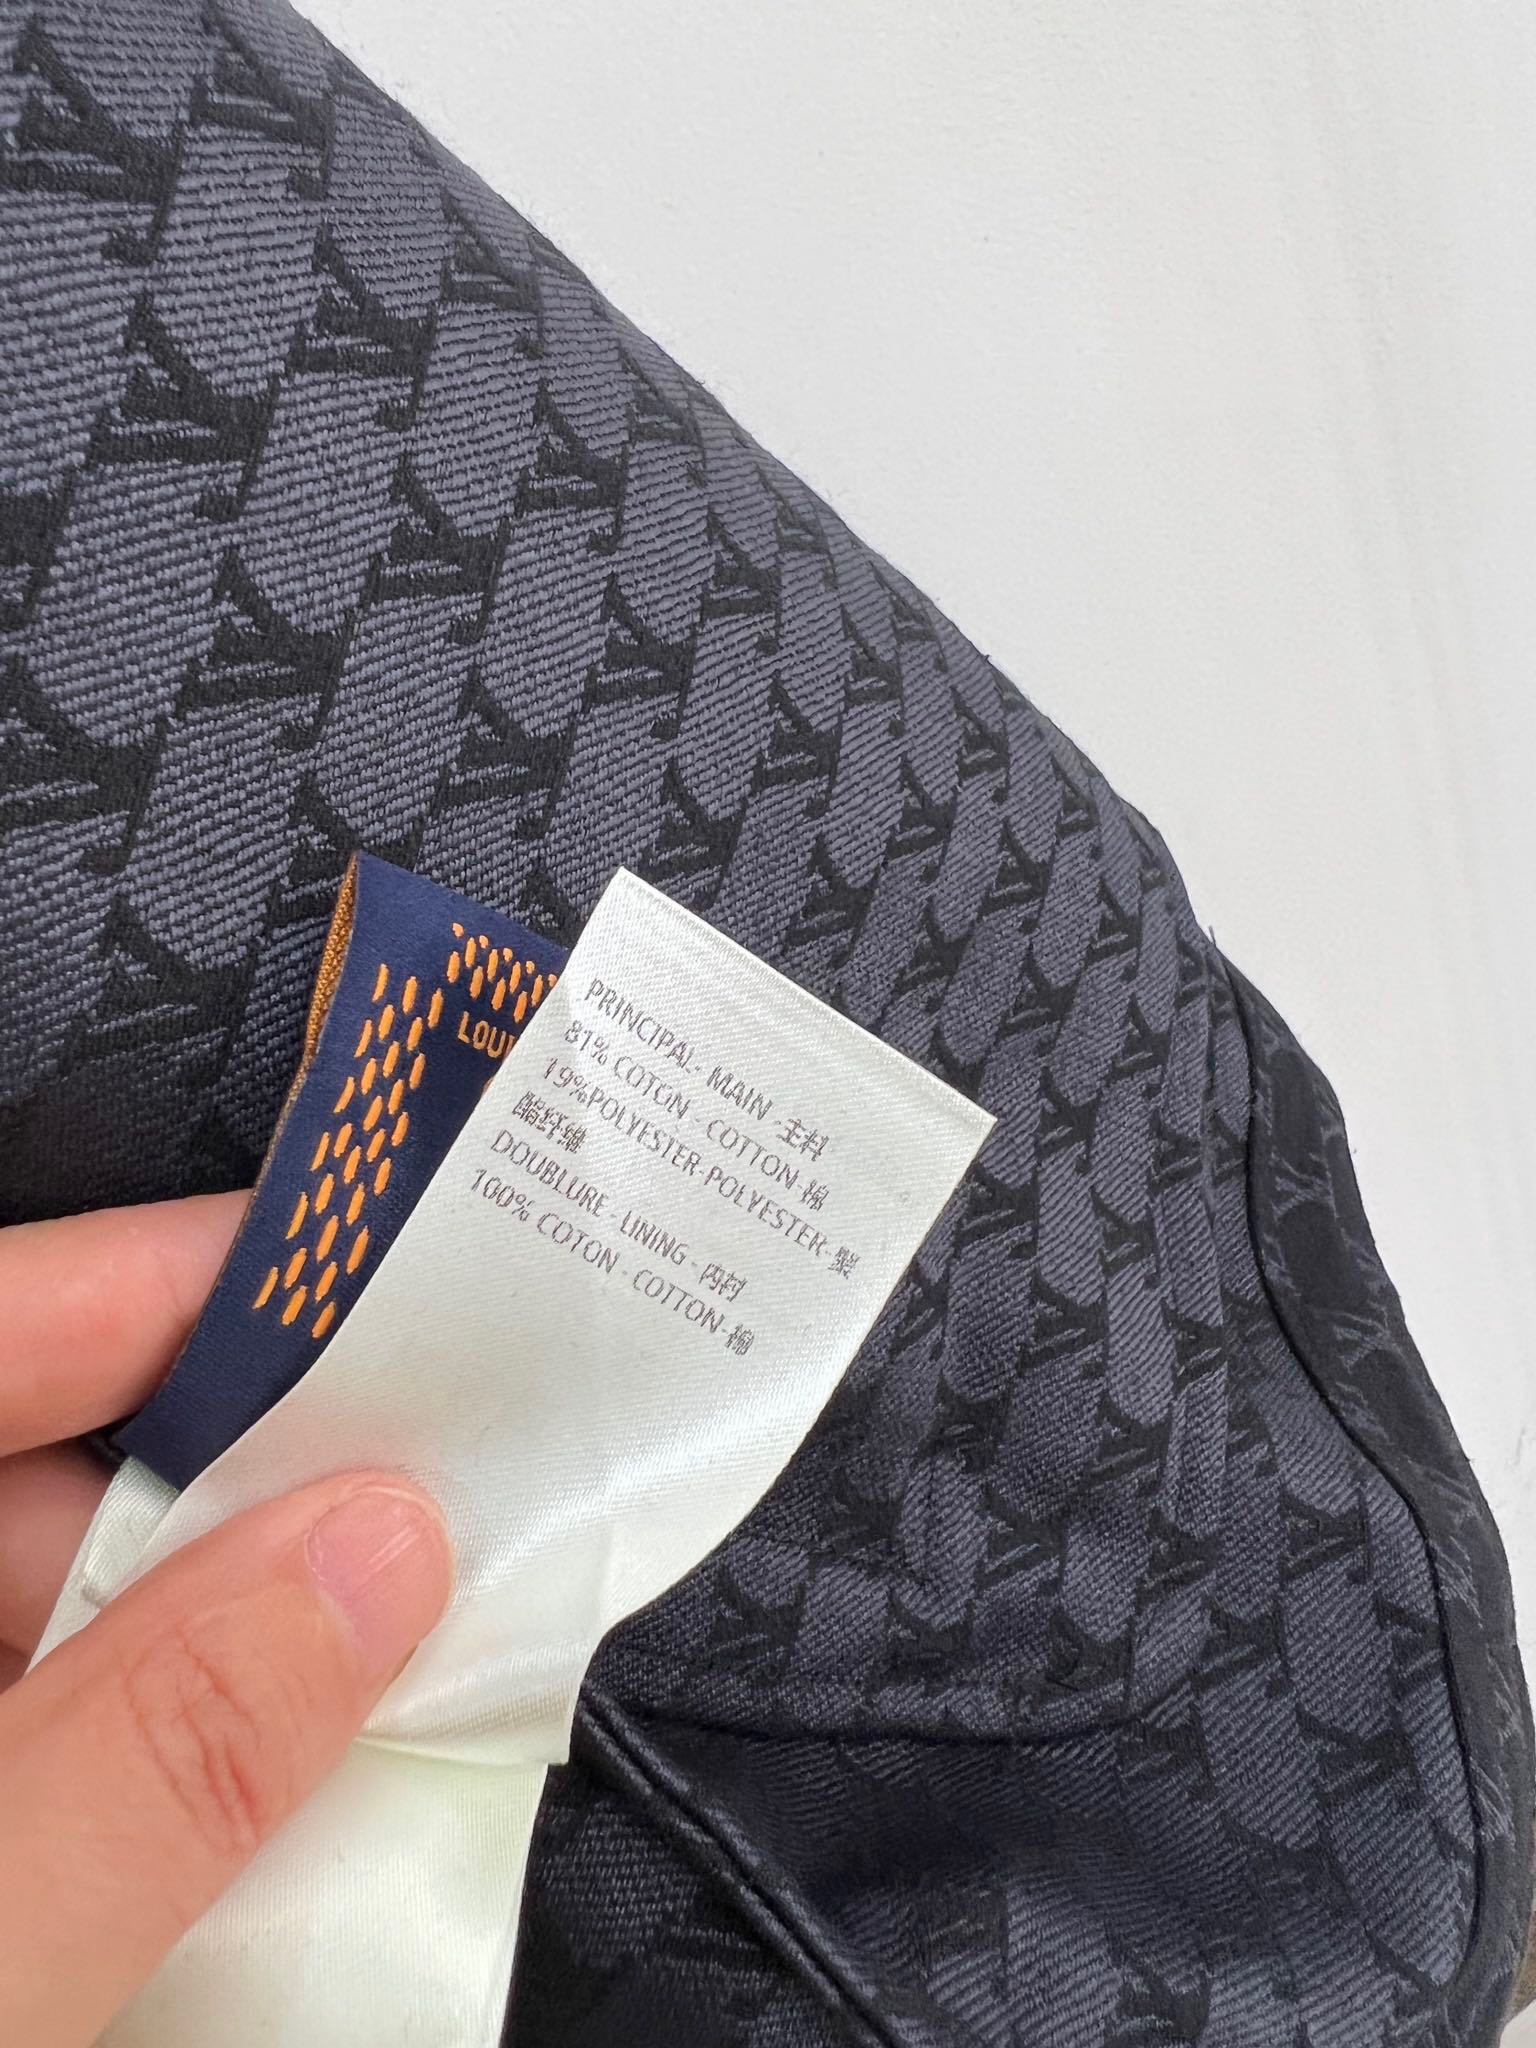 LOUI
PRINCIPAL- MAIN -主料
81% COTON - COTTON-棉
19%POLYESTER-POLYESTER-聚
酯纤维
DOUBLURE - LINING - 内衬
100% COTON - COTTON-棉